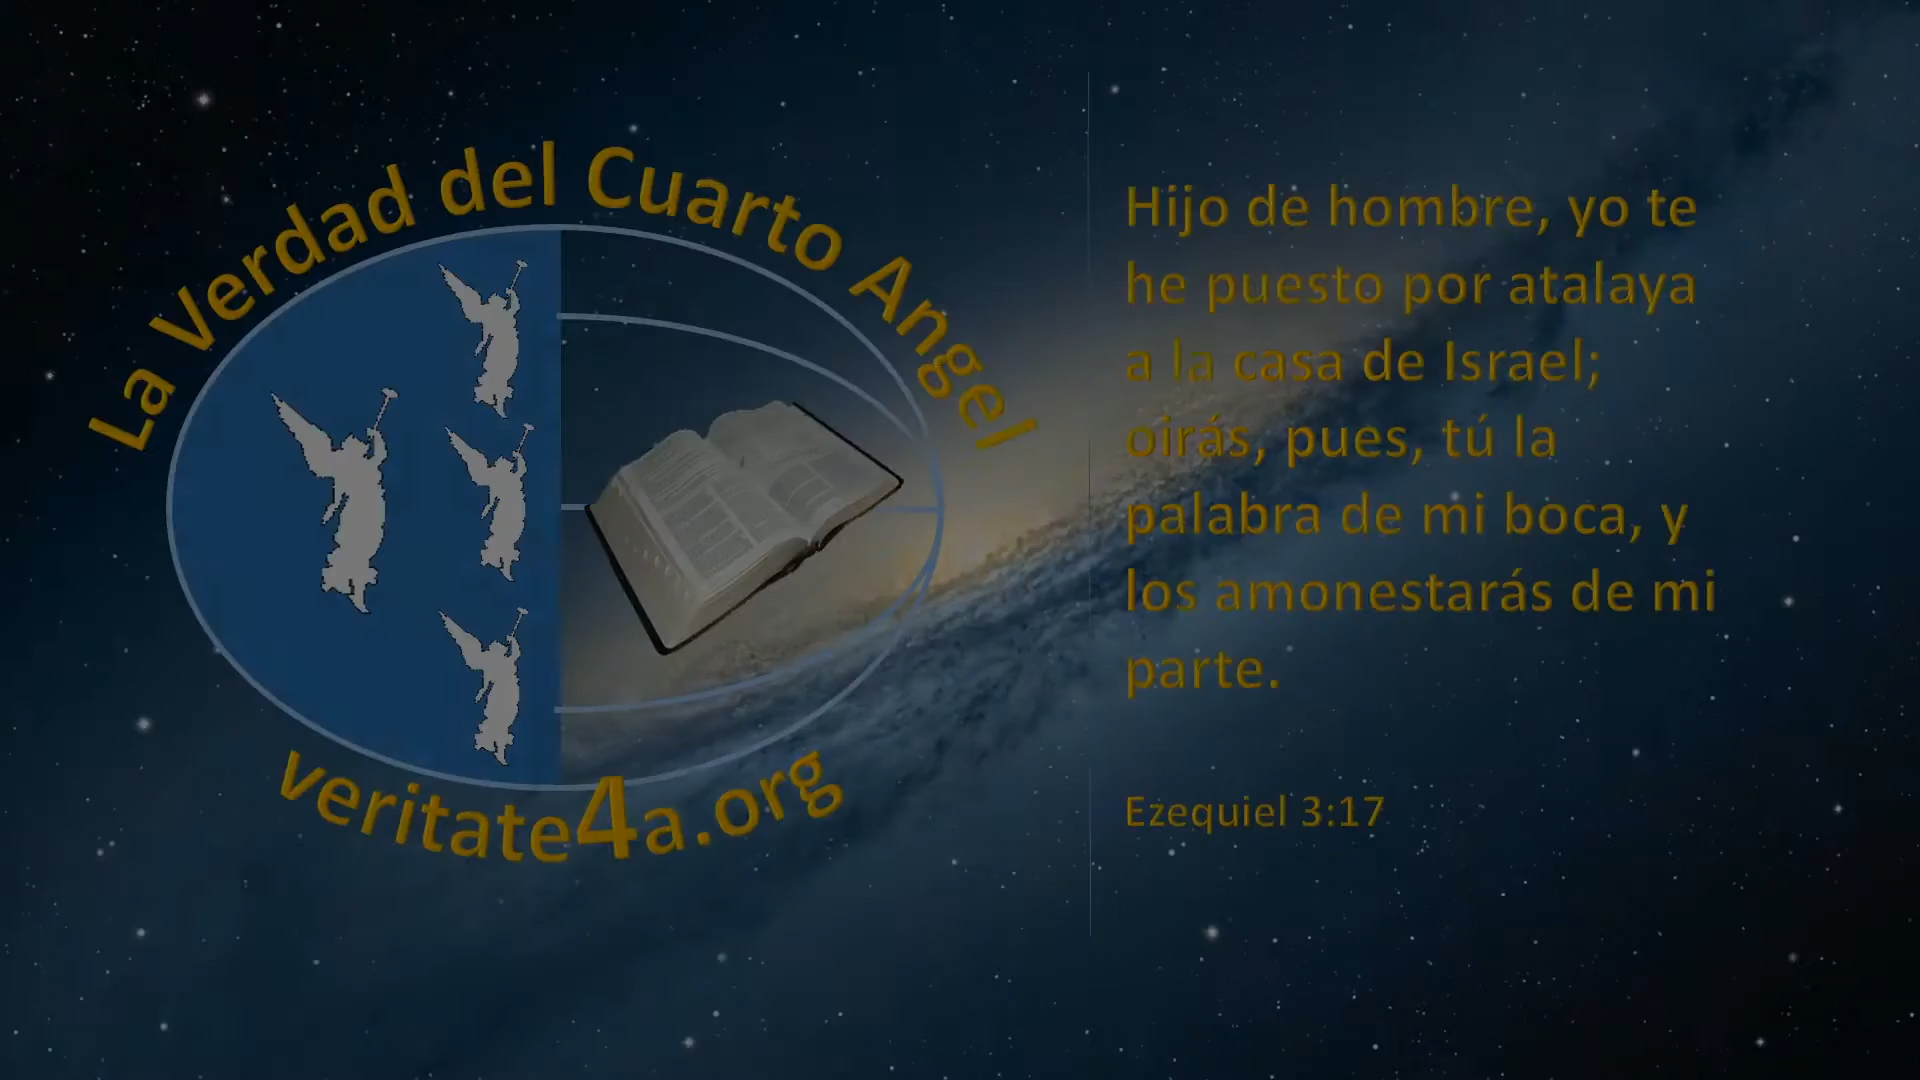 La Verdad del Cuarto Angel
veritate4a.org
Hijo de hombre, yo te
he puesto por atalaya
a la casa de Israel;
oirás, pues, tú la
palabra de mi boca, y
los amonestarás de mi
parte.
Ezequiel 3:17